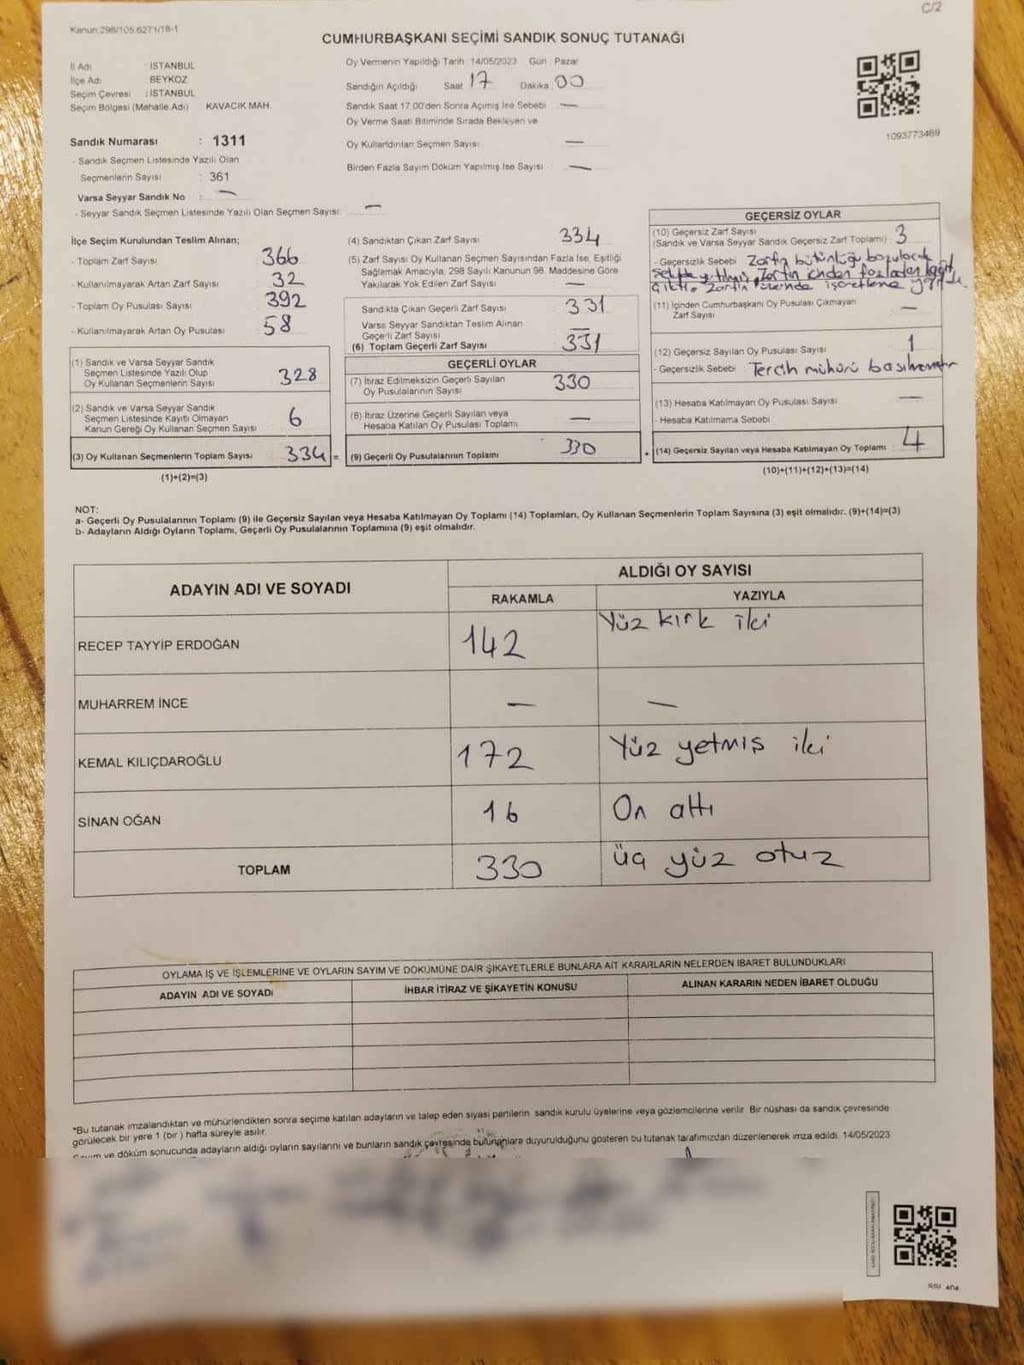 C/2
Kanun:298/105,6271/18-1
CUMHURBAŞKANI SEÇİMİ SANDIK SONUÇ TUTANAĞI
İl Adı : İSTANBUL
İlçe Adı : BEYKOZ
Seçim Çevresi : İSTANBUL
Seçim Bölgesi (Mahalle Adı) KAVACIK MAH.
Sandık Numarası : 1311
- Sandık Seçmen Listesinde Yazılı Olan
Seçmenlerin Sayısı : 361
Varsa Seyyar Sandık No : —
- Seyyar Sandık Seçmen Listesinde Yazılı Olan Seçmen Sayısı: —
Oy Vermenin Yapıldığı Tarih 14/05/2023 Gün : Pazar
Sandığın Açıldığı Saat 17 Dakika 00
Sandık Saat 17:00'den Sonra Açılmış İse Sebebi —
Oy Verme Saati Bitiminde Sırada Bekleyen ve
Oy Kullandırılan Seçmen Sayısı —
Birden Fazla Sayım Döküm Yapılmış İse Sayısı —
1093773469
İlçe Seçim Kurulundan Teslim Alınan;
- Toplam Zarf Sayısı 366
- Kullanılmayarak Artan Zarf Sayısı 32
- Toplam Oy Pusulası Sayısı 392
- Kullanılmayarak Artan Oy Pusulası 58
(1) Sandık ve Varsa Seyyar Sandık
Seçmen Listesinde Yazılı Olup
Oy Kullanan Seçmenlerin Sayısı 328
(2) Sandık ve Varsa Seyyar Sandık
Seçmen Listesinde Kayıtlı Olmayan
Kanun Gereği Oy Kullanan Seçmen Sayısı 6
(3) Oy Kullanan Seçmenlerin Toplam Sayısı 334 =
(1)+(2)=(3)
(4) Sandıktan Çıkan Zarf Sayısı 334
(5) Zarf Sayısı Oy Kullanan Seçmen Sayısından Fazla İse, Eşitliği
Sağlamak Amacıyla; 298 Sayılı Kanunun 98. Maddesine Göre
Yakılarak Yok Edilen Zarf Sayısı —
Sandıkta Çıkan Geçerli Zarf Sayısı 331
Varsa Seyyar Sandıktan Teslim Alınan
Geçerli Zarf Sayısı —
(6) Toplam Geçerli Zarf Sayısı 331
GEÇERLİ OYLAR
(7) İtiraz Edilmeksizin Geçerli Sayılan
Oy Pusulalarının Sayısı 330
(8) İtiraz Üzerine Geçerli Sayılan veya
Hesaba Katılan Oy Pusulası Toplamı —
(9) Geçerli Oy Pusulalarının Toplamı 330 +
GEÇERSİZ OYLAR
(10) Geçersiz Zarf Sayısı
(Sandık ve Varsa Seyyar Sandık Geçersiz Zarf Toplamı) 3
- Geçersizlik Sebebi Zarfın bütünlüğü bozulacak
şekilde yırtılmış, Zarfın içinden fazladan kağıt
çıktı. Zarfın üzerinde işaretleme
(11) İçinden Cumhurbaşkanı Oy Pusulası Çıkmayan
Zarf Sayısı —
(12) Geçersiz Sayılan Oy Pusulası Sayısı 1
- Geçersizlik Sebebi Tercih mühürü basılmamıştır
(13) Hesaba Katılmayan Oy Pusulası Sayısı —
- Hesaba Katılmama Sebebi
(14) Geçersiz Sayılan veya Hesaba Katılmayan Oy Toplamı 4
(10)+(11)+(12)+(13)=(14)
NOT:
a- Geçerli Oy Pusulalarının Toplamı (9) ile Geçersiz Sayılan veya Hesaba Katılmayan Oy Toplamı (14) Toplamları, Oy Kullanan Seçmenlerin Toplam Sayısına (3) eşit olmalıdır. (9)+(14)=(3)
b- Adayların Aldığı Oyların Toplamı, Geçerli Oy Pusulalarının Toplamına (9) eşit olmalıdır.
ADAYIN ADI VE SOYADI
ALDIĞI OY SAYISI
RAKAMLA YAZIYLA
RECEP TAYYİP ERDOĞAN 142 Yüz kırk iki
MUHARREM İNCE — —
KEMAL KILIÇDAROĞLU 172 Yüz yetmiş iki
SİNAN OĞAN 16 On altı
TOPLAM 330 üç yüz otuz
OYLAMA İŞ VE İŞLEMLERİNE VE OYLARIN SAYIM VE DÖKÜMÜNE DAİR ŞİKAYETLERLE BUNLARA AİT KARARLARIN NELERDEN İBARET BULUNDUKLARI
ADAYIN ADI VE SOYADI İHBAR İTİRAZ VE ŞİKAYETİN KONUSU ALINAN KARARIN NEDEN İBARET OLDUĞU
*Bu tutanak imzalandıktan ve mühürlendikten sonra seçime katılan adayların ve talep eden siyasi partilerin sandık kurulu üyelerine veya gözlemcilerine verilir. Bir nüshası da sandık çevresinde
görülecek bir yere 1 (bir) hafta süreyle asılır.
Sayım ve döküm sonucunda adayların aldığı oyların sayılarını ve bunların sandık çevresinde bulunanlara duyurulduğunu gösteren bu tutanak tarafımızdan düzenlenerek imza edildi. 14/05/2023